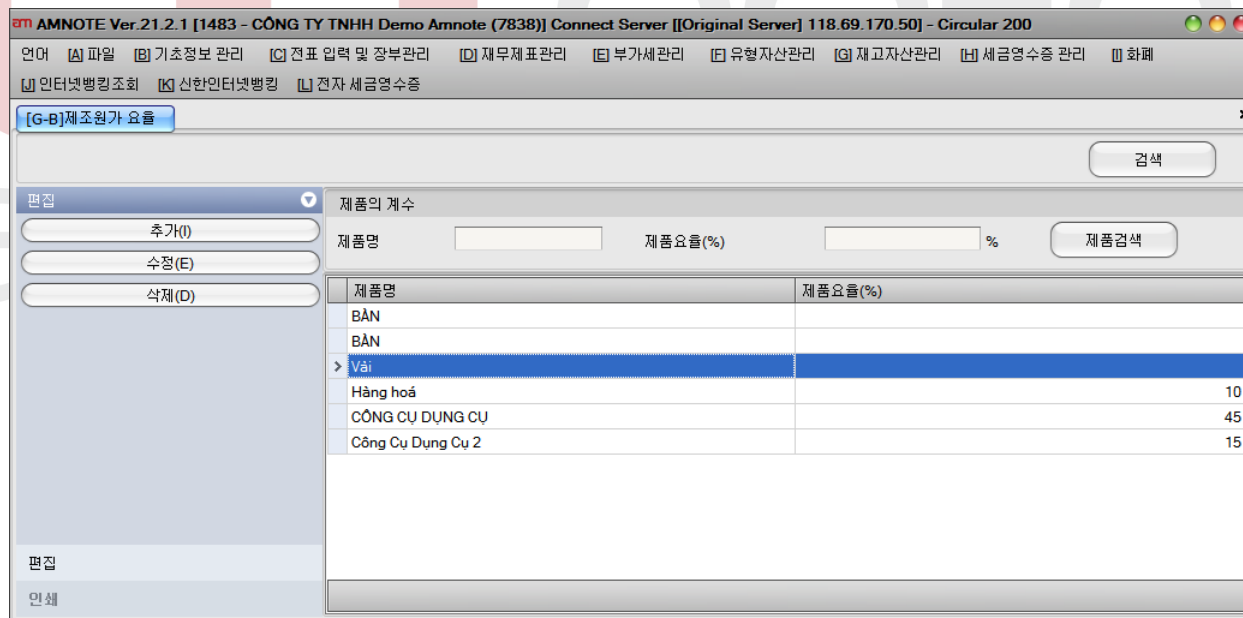 am AMNOTE Ver.21.2.1 [1483 - CÔNG TY TNHH Demo Amnote (7838)] Connect Server [[Original Server] 118.69.170.50] - Circular 200
언어 [A] 파일 [B] 기초정보 관리 [C] 전표 입력 및 장부관리 [D] 재무제표관리 [E] 부가세관리 [F] 유형자산관리 [G] 재고자산관리 [H] 세금영수증 관리 [I] 화폐
[J] 인터넷뱅킹조회 [K] 신한인터넷뱅킹 [L] 전자 세금영수증
[G-B]제조원가 요율
검색
편집
추가(I)
수정(E)
삭제(D)
제품의 계수
제품명 제품요율(%) % 제품검색
제품명 제품요율(%)
BÀN
BÀN
Vải
Hàng hoá 10
CÔNG CỤ DỤNG CỤ 45
Công Cụ Dụng Cụ 2 15
편집
인쇄